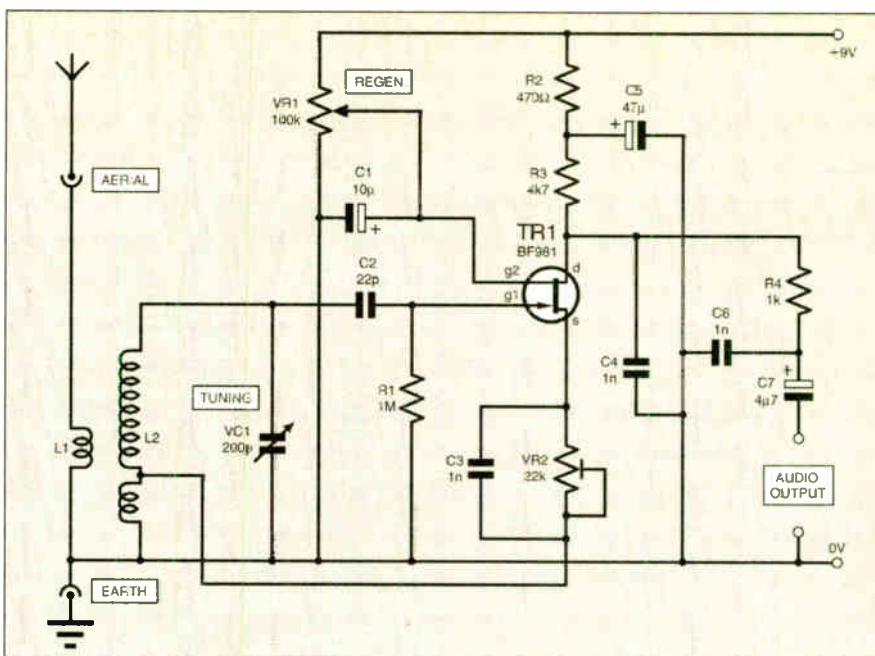 +9V
R2
470Ω
C5
47µ
+
REGEN
VR1
100k
AERIAL
C1
10µ
+
R3
4k7
TR1
BF981
C2
22p
g2
d
g1
s
R4
1k
C6
1n
C4
1n
+
C7
4µ7
TUNING
L1
L2
VC1
200p
R1
1M
C3
1n
VR2
22k
AUDIO
OUTPUT
0V
EARTH